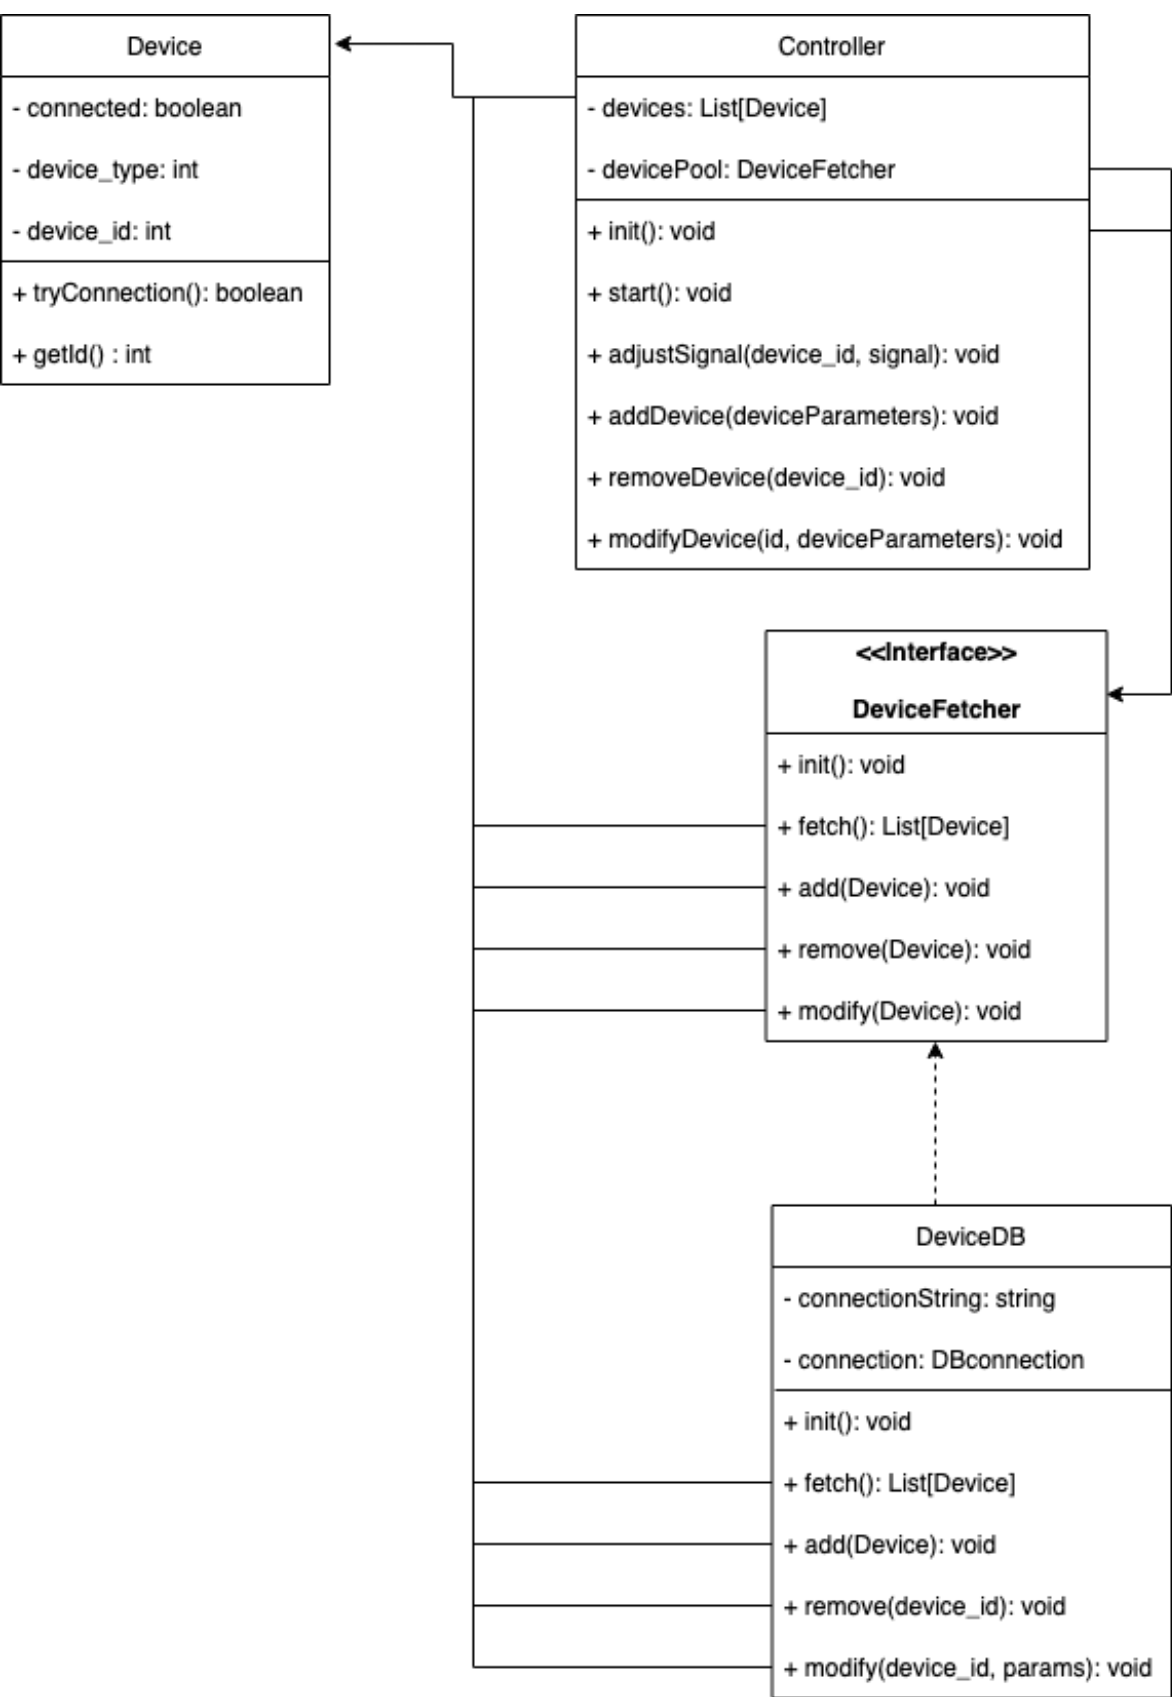 Device
- connected: boolean
- device_type: int
- device_id: int
+ tryConnection(): boolean
+ getId() : int
Controller
- devices: List[Device]
- devicePool: DeviceFetcher
+ init(): void
+ start(): void
+ adjustSignal(device_id, signal): void
+ addDevice(deviceParameters): void
+ removeDevice(device_id): void
+ modifyDevice(id, deviceParameters): void
<<Interface>>
DeviceFetcher
+ init(): void
+ fetch(): List[Device]
+ add(Device): void
+ remove(Device): void
+ modify(Device): void
DeviceDB
- connectionString: string
- connection: DBconnection
+ init(): void
+ fetch(): List[Device]
+ add(Device): void
+ remove(device_id): void
+ modify(device_id, params): void